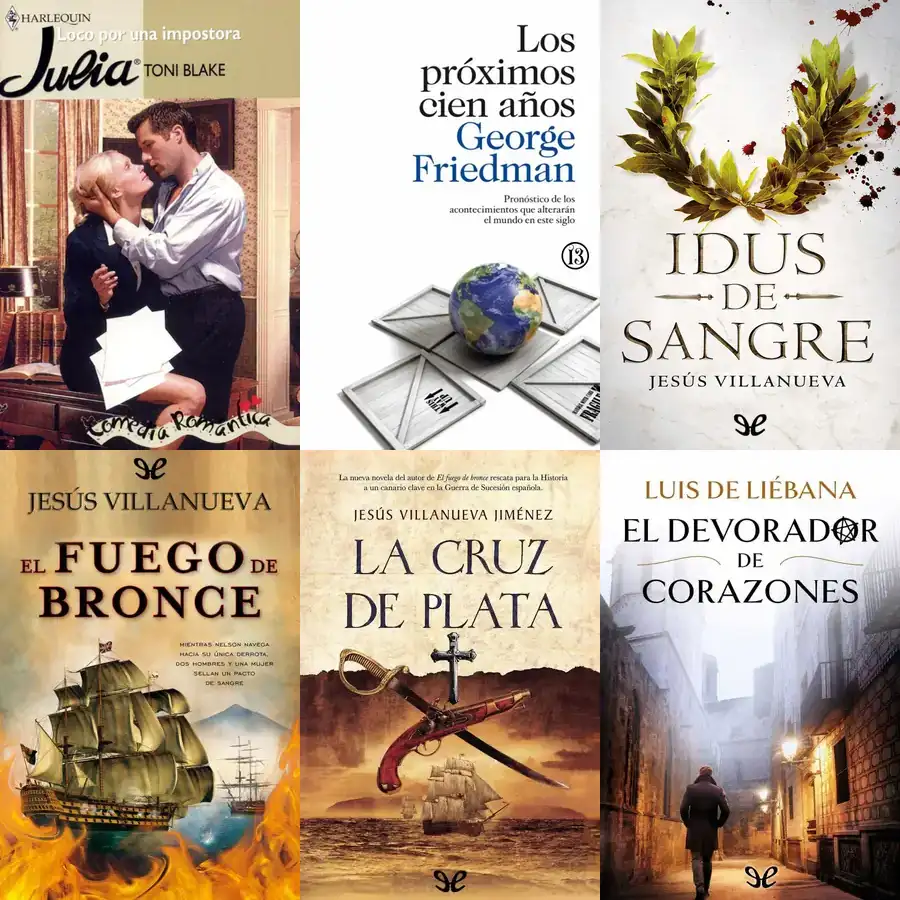 HARLEQUIN
Loco por una impostora
Julia® TONI BLAKE
Comedia Romántica
Los
próximos
cien años
George
Friedman
Pronóstico de los
acontecimientos que alterarán
el mundo en este siglo
13
THIS
UP
FRAGILE
IDUS
DE
SANGRE
JESÚS VILLANUEVA
JESÚS VILLANUEVA
EL FUEGO DE
BRONCE
MIENTRAS NELSON NAVEGA
HACIA SU ÚNICA DERROTA,
DOS HOMBRES Y UNA MUJER
SELLAN UN PACTO
DE SANGRE
La nueva novela del autor de El fuego de bronce rescata para la Historia
a un canario clave en la Guerra de Sucesión española.
JESÚS VILLANUEVA JIMÉNEZ
LA CRUZ
DE PLATA
LUIS DE LIÉBANA
EL DEVORADOR
DE
CORAZONES